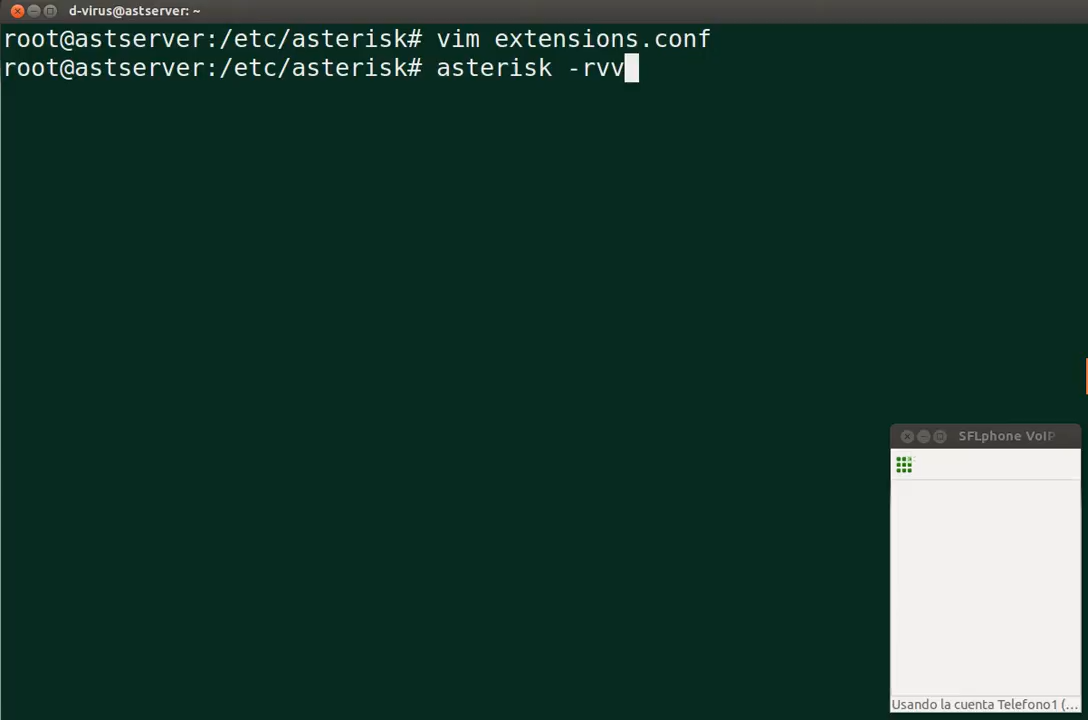 d-virus@astserver: ~
root@astserver:/etc/asterisk# vim extensions.conf
root@astserver:/etc/asterisk# asterisk -rvv
SFLphone VoIP
Usando la cuenta Telefono1 (...